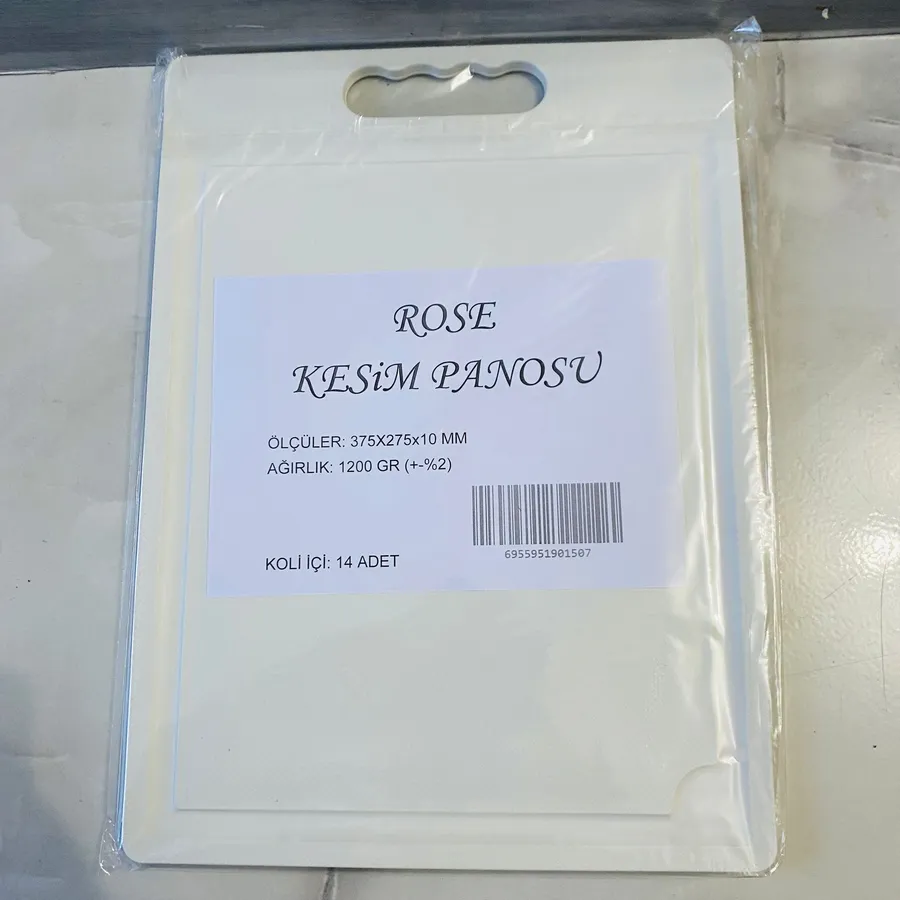 ROSE
KESiM PANOSU
ÖLÇÜLER: 375X275x10 MM
AĞIRLIK: 1200 GR (+-%2)
6955951901507
KOLİ İÇİ: 14 ADET